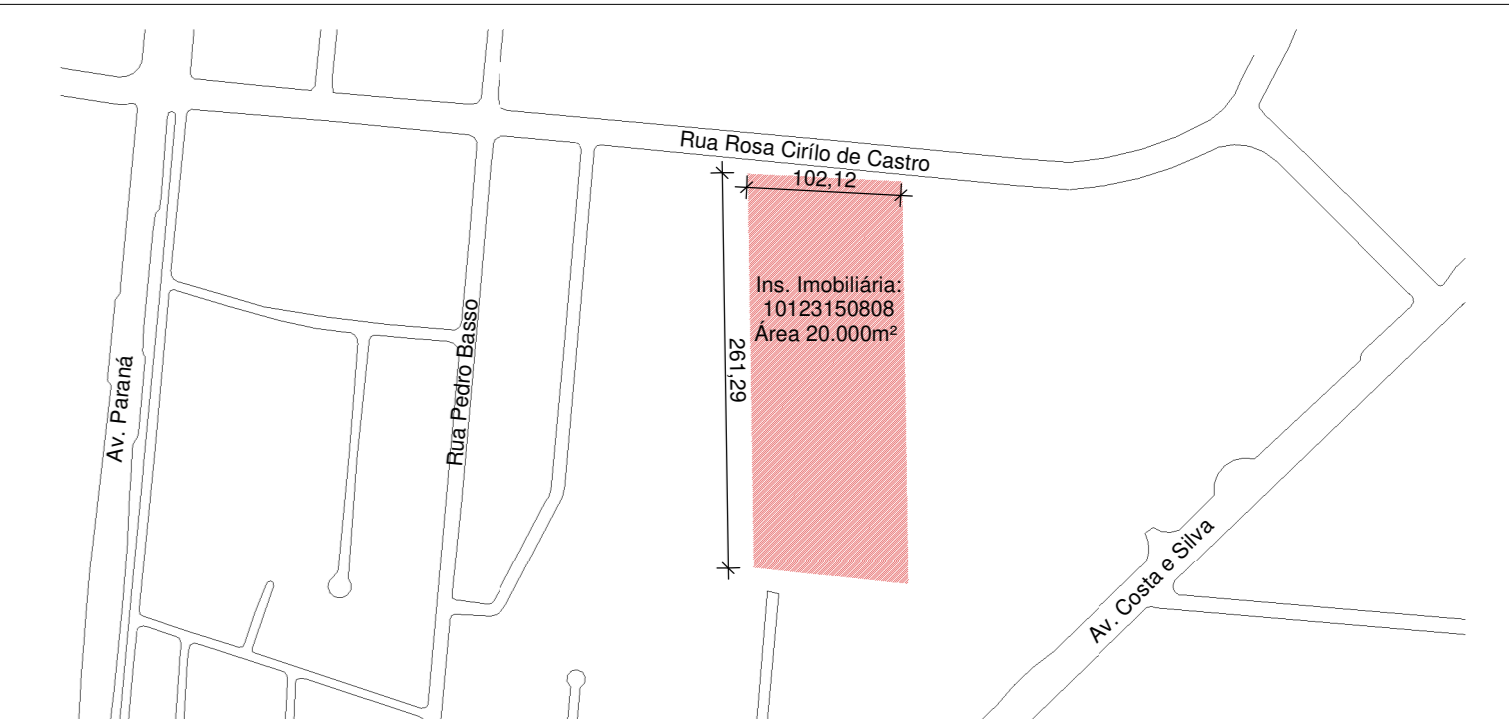 Rua Rosa Cirílo de Castro
102,12
Ins. Imobiliária:
10123150808
Área 20.000m²
261,29
Rua Pedro Basso
Av. Paraná
Av. Costa e Silva